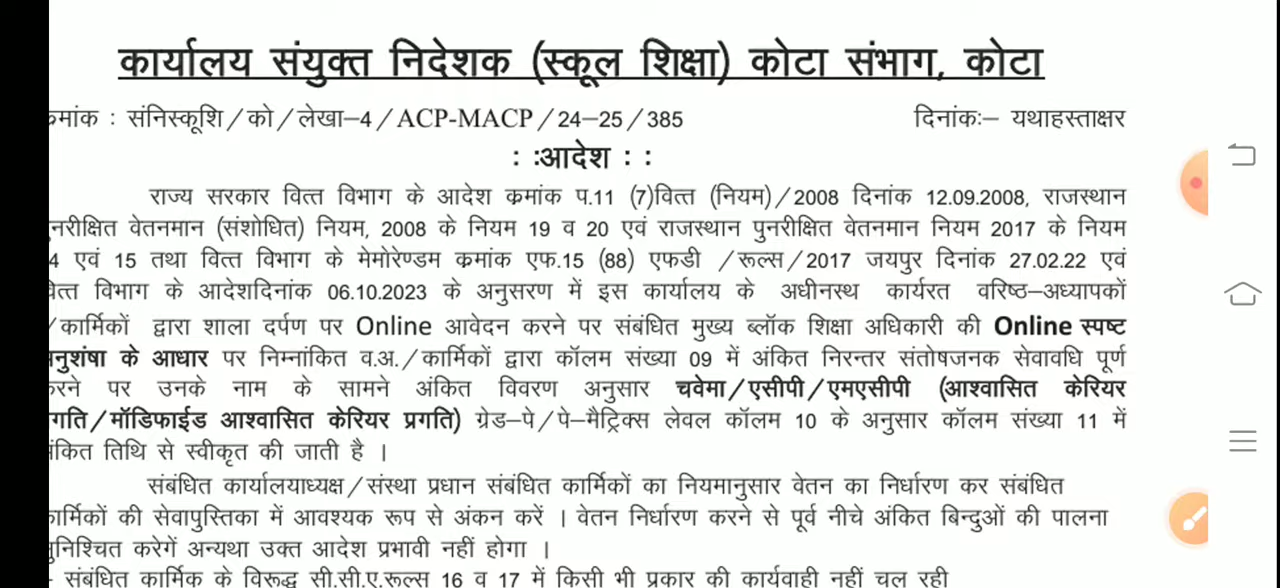 कार्यालय संयुक्त निदेशक (स्कूल शिक्षा) कोटा संभाग, कोटा
क्रमांक : संनिस्कूशि/को/लेखा–4/ACP-MACP/24–25/385 दिनांकः– यथाहस्ताक्षर
: :आदेश : :
राज्य सरकार वित्त विभाग के आदेश क्रमांक प.11 (7)वित्त (नियम)/2008 दिनांक 12.09.2008, राजस्थान
पुनरीक्षित वेतनमान (संशोधित) नियम, 2008 के नियम 19 व 20 एवं राजस्थान पुनरीक्षित वेतनमान नियम 2017 के नियम
4 एवं 15 तथा वित्त विभाग के मेमोरेण्डम क्रमांक एफ.15 (88) एफडी /रूल्स/2017 जयपुर दिनांक 27.02.22 एवं
वित्त विभाग के आदेशदिनांक 06.10.2023 के अनुसरण में इस कार्यालय के अधीनस्थ कार्यरत वरिष्ठ–अध्यापकों
/कार्मिकों द्वारा शाला दर्पण पर Online आवेदन करने पर संबंधित मुख्य ब्लॉक शिक्षा अधिकारी की Online स्पष्ट
अनुशंषा के आधार पर निम्नांकित व.अ./कार्मिकों द्वारा कॉलम संख्या 09 में अंकित निरन्तर संतोषजनक सेवावधि पूर्ण
करने पर उनके नाम के सामने अंकित विवरण अनुसार चवेमा/एसीपी/एमएसीपी (आश्वासित केरियर
प्रगति/मॉडिफाईड आश्वासित केरियर प्रगति) ग्रेड–पे/पे–मैट्रिक्स लेवल कॉलम 10 के अनुसार कॉलम संख्या 11 में
अंकित तिथि से स्वीकृत की जाती है ।
संबंधित कार्यालयाध्यक्ष/संस्था प्रधान संबंधित कार्मिकों का नियमानुसार वेतन का निर्धारण कर संबंधित
कार्मिकों की सेवापुस्तिका में आवश्यक रूप से अंकन करें । वेतन निर्धारण करने से पूर्व नीचे अंकित बिन्दुओं की पालना
सुनिश्चित करेगें अन्यथा उक्त आदेश प्रभावी नहीं होगा ।
– संबंधित कार्मिक के विरूद्ध सी.सी.ए.रूल्स 16 व 17 में किसी भी प्रकार की कार्यवाही नहीं चल रही